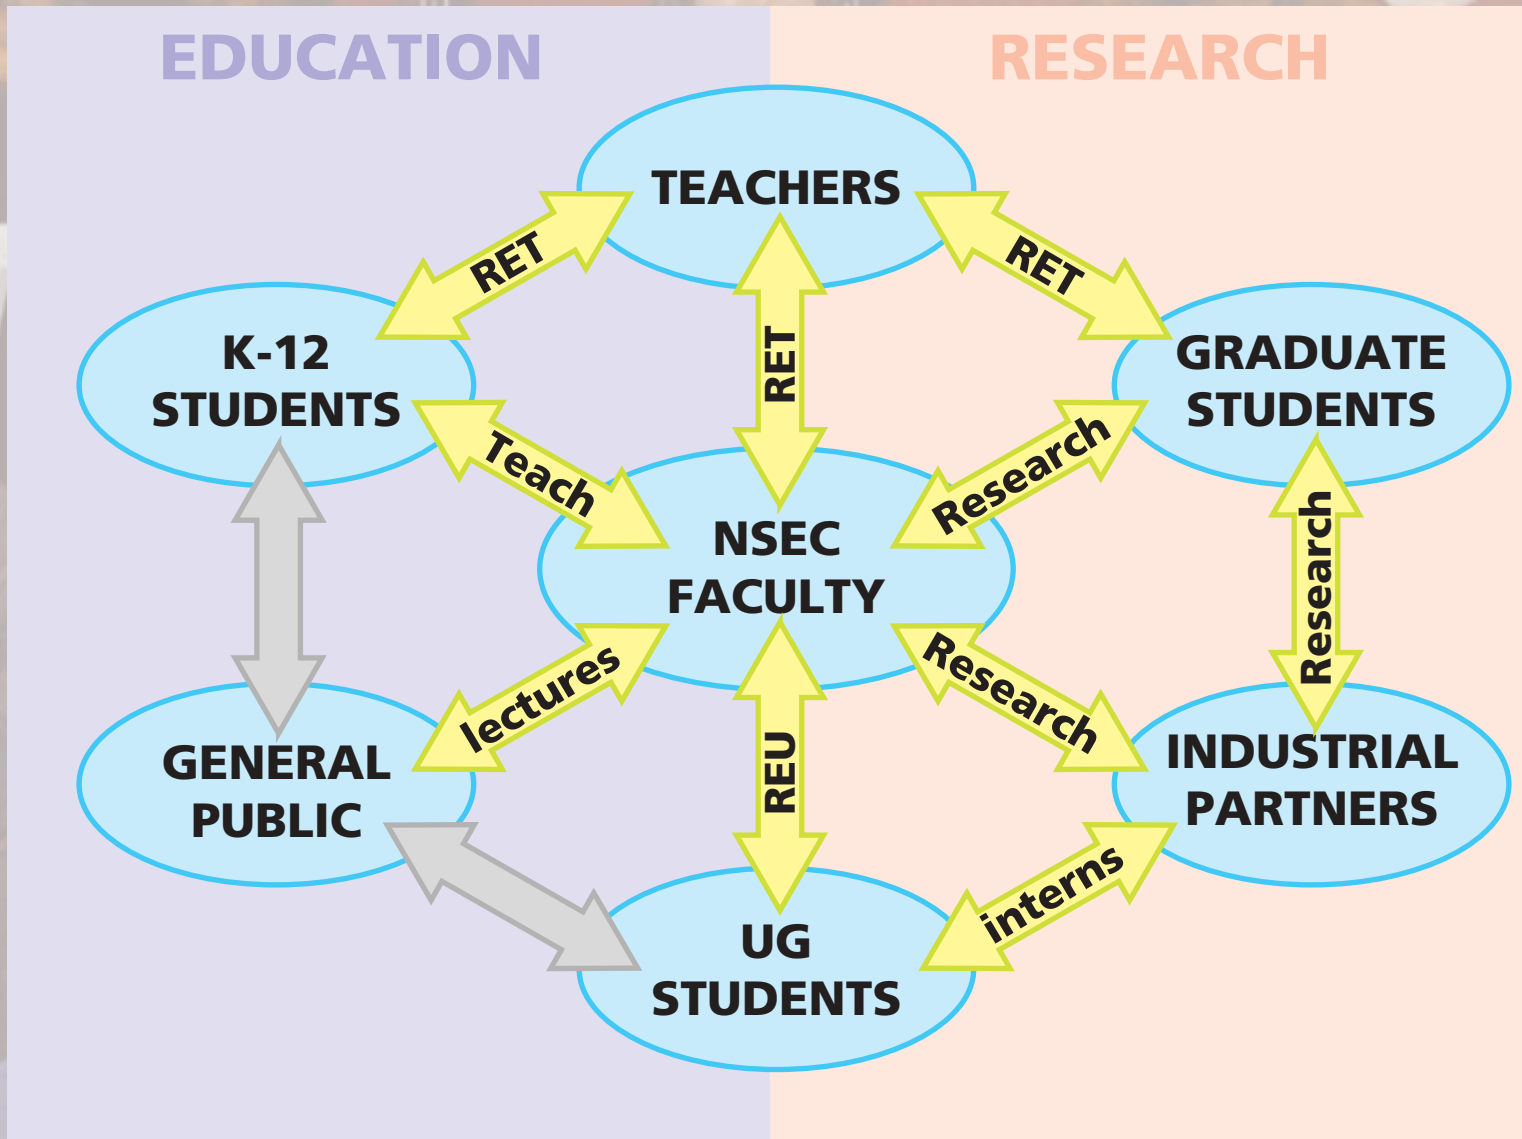 EDUCATION
RESEARCH
TEACHERS
RET
RET
RET
K-12
STUDENTS
GRADUATE
STUDENTS
Teach
Research
NSEC
FACULTY
Research
lectures
Research
REU
GENERAL
PUBLIC
INDUSTRIAL
PARTNERS
interns
UG
STUDENTS